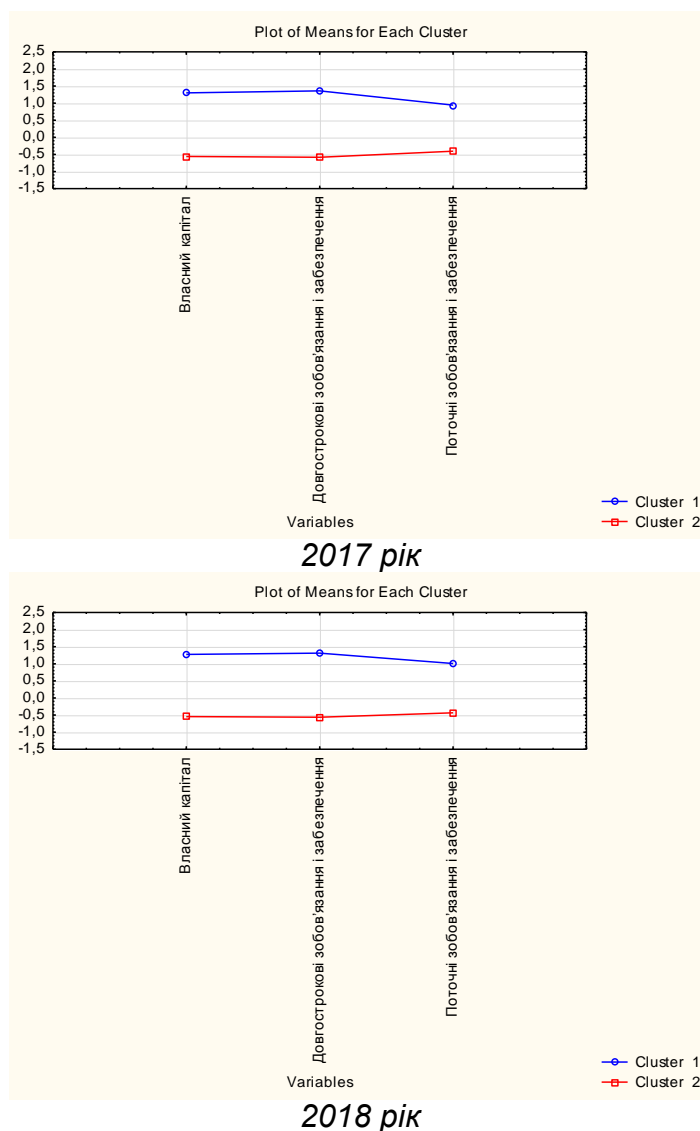 Plot of Means for Each Cluster
2,5
2,0
1,5
1,0
0,5
0,0
-0,5
-1,0
-1,5
Власний капітал
Довгострокові зобов'язання і забезпечення
Поточні зобов'язання і забезпечення
Variables
Cluster 1
Cluster 2
2017 рік
Plot of Means for Each Cluster
2,5
2,0
1,5
1,0
0,5
0,0
-0,5
-1,0
-1,5
Власний капітал
Довгострокові зобов'язання і забезпечення
Поточні зобов'язання і забезпечення
Variables
Cluster 1
Cluster 2
2018 рік